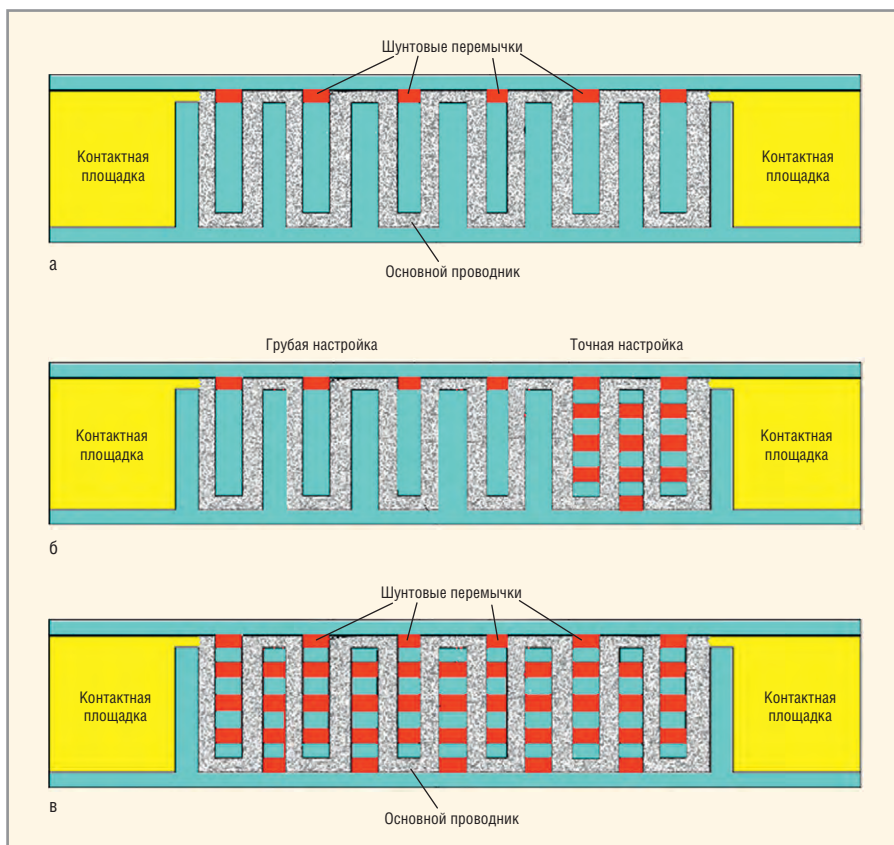 Шунтовые перемычки
Контактная
площадка
Контактная
площадка
Основной проводник
а
Грубая настройка
Точная настройка
Контактная
площадка
Контактная
площадка
б
Шунтовые перемычки
Контактная
площадка
Контактная
площадка
Основной проводник
в